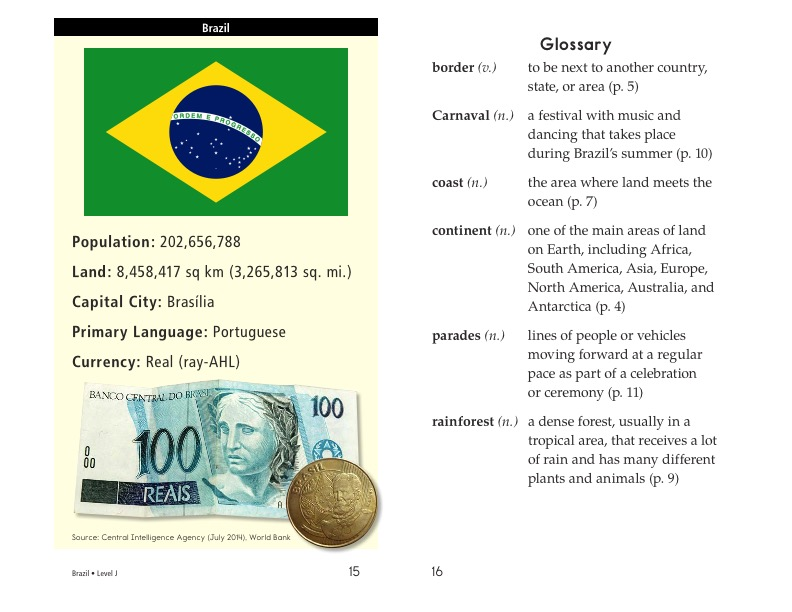 Brazil
ORDEM E PROGRESSO
Population: 202,656,788
Land: 8,458,417 sq km (3,265,813 sq. mi.)
Capital City: Brasília
Primary Language: Portuguese
Currency: Real (ray-AHL)
BANCO CENTRAL DO BRASIL
100
100
REAIS
BRASIL
Source: Central Intelligence Agency (July 2014), World Bank
Brazil • Level J
15
Glossary
border (v.) to be next to another country,
state, or area (p. 5)
Carnaval (n.) a festival with music and
dancing that takes place
during Brazil's summer (p. 10)
coast (n.) the area where land meets the
ocean (p. 7)
continent (n.) one of the main areas of land
on Earth, including Africa,
South America, Asia, Europe,
North America, Australia, and
Antarctica (p. 4)
parades (n.) lines of people or vehicles
moving forward at a regular
pace as part of a celebration
or ceremony (p. 11)
rainforest (n.) a dense forest, usually in a
tropical area, that receives a lot
of rain and has many different
plants and animals (p. 9)
16